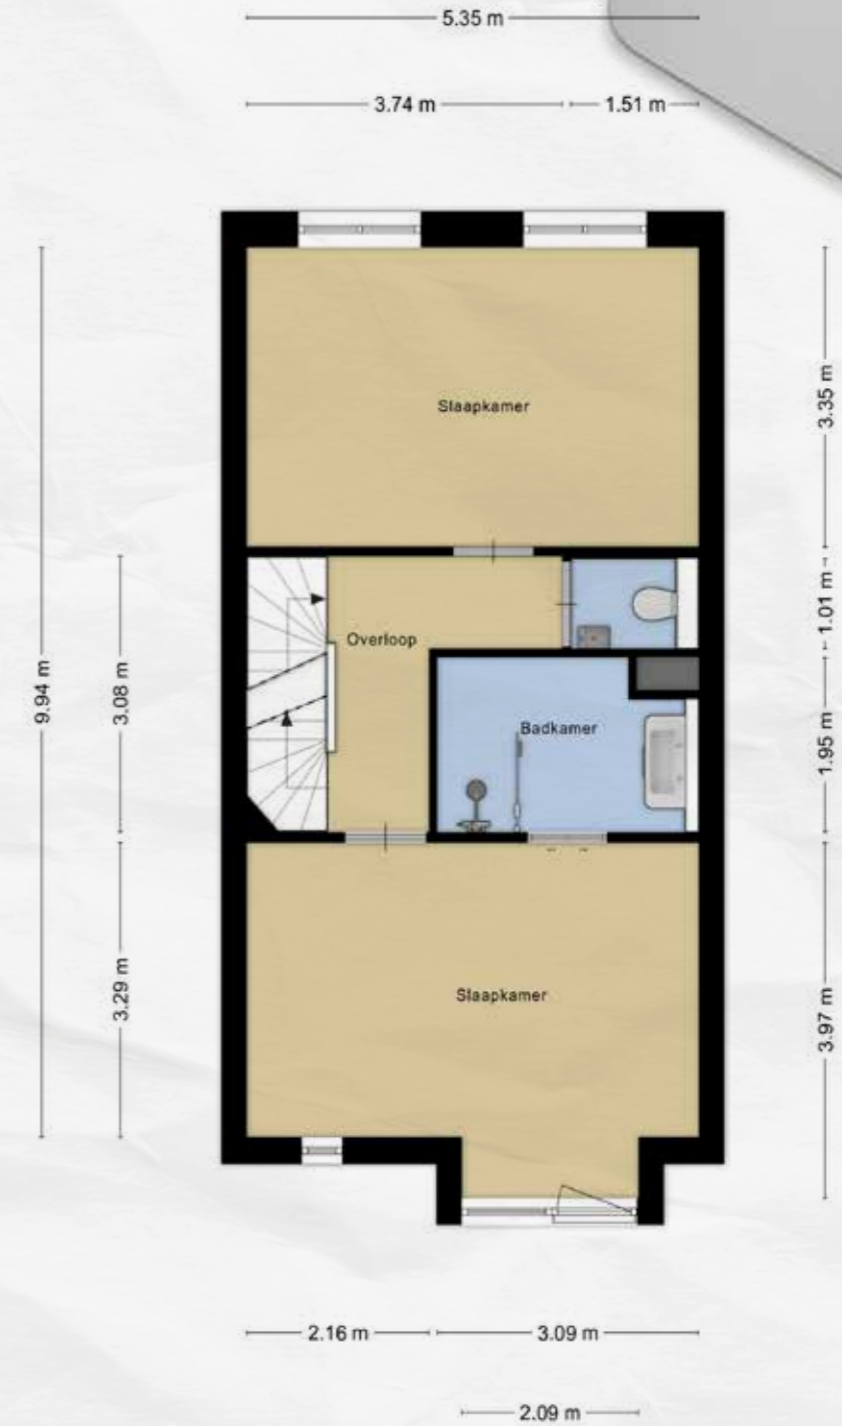 5.35 m
3.74 m
1.51 m
3.35 m
Slaapkamer
1.01 m
Overloop
9.94 m
3.08 m
1.95 m
Badkamer
3.29 m
Slaapkamer
3.97 m
2.16 m
3.09 m
2.09 m